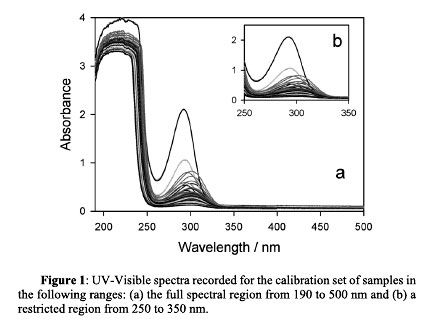 4
3
2
1
0
Absorbance
190
250
300
350
400
450
500
Wavelength / nm
a
b
2
1
0
250
300
350
Figure 1: UV-Visible spectra recorded for the calibration set of samples in
the following ranges: (a) the full spectral region from 190 to 500 nm and (b) a
restricted region from 250 to 350 nm.